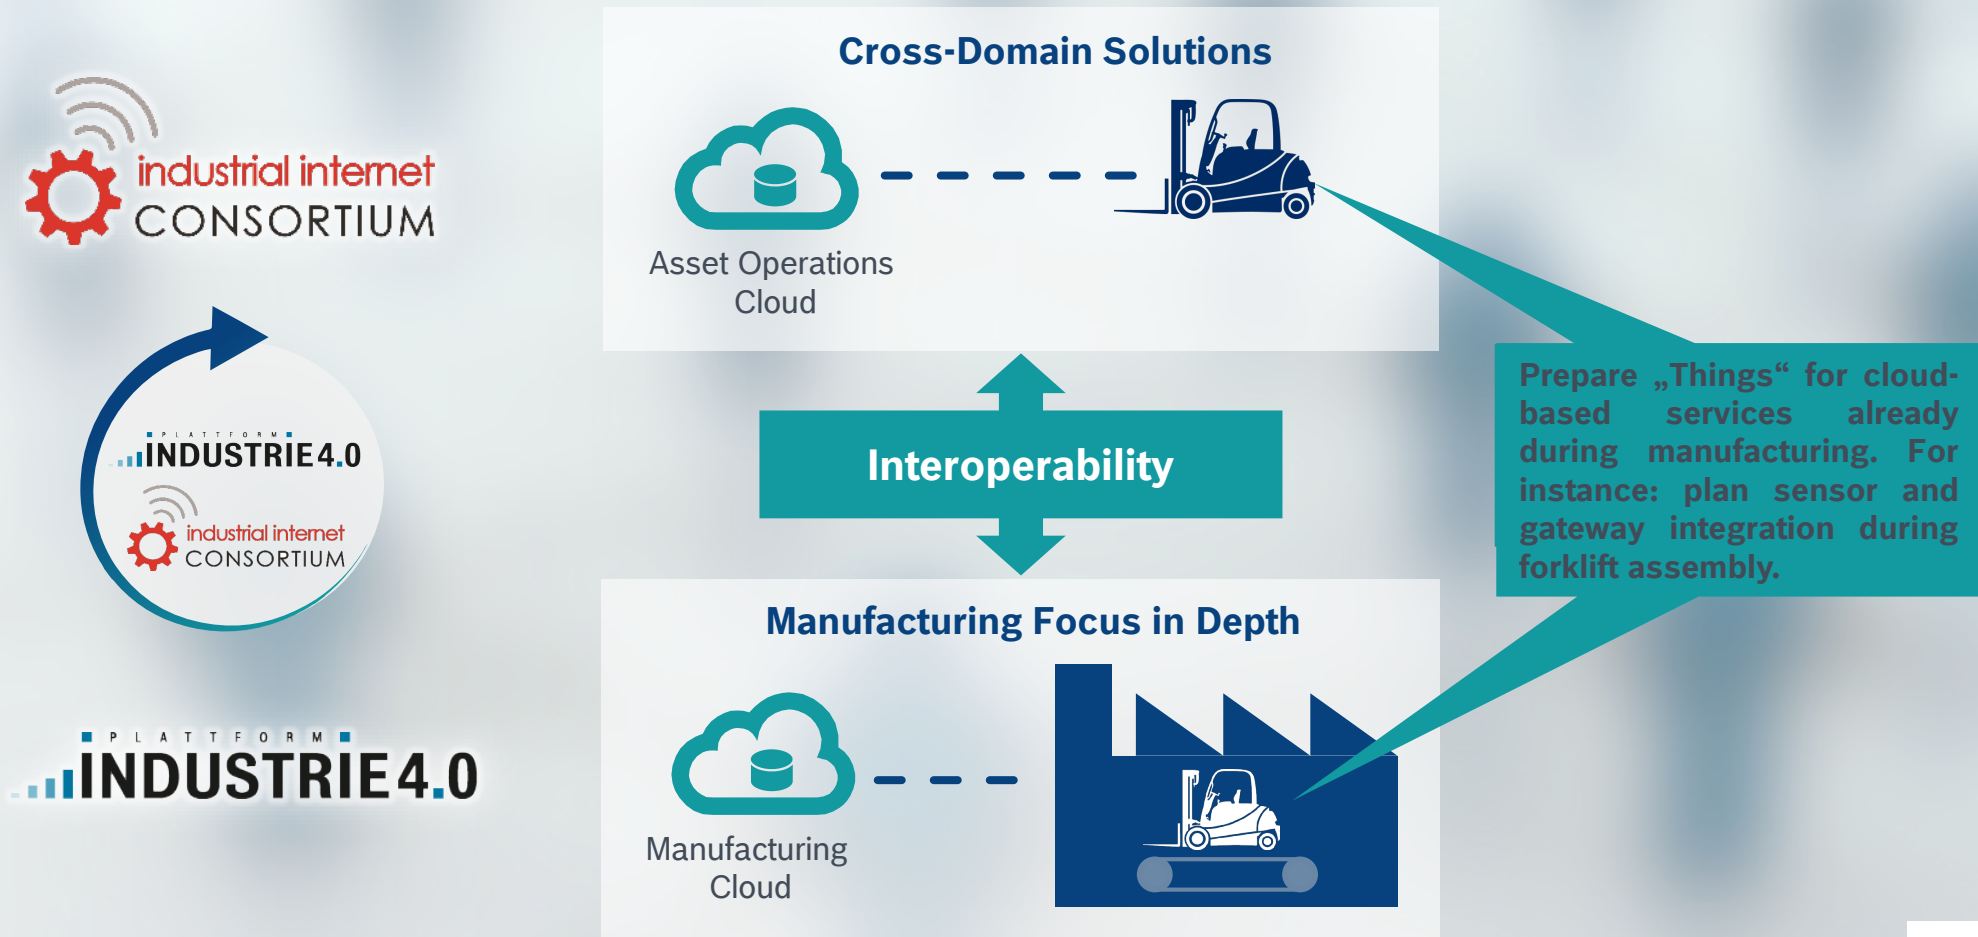 industrial internet
CONSORTIUM
PLATTFORM
INDUSTRIE4.0
industrial internet
CONSORTIUM
PLATTFORM
INDUSTRIE4.0
Cross-Domain Solutions
Asset Operations
Cloud
Interoperability
Manufacturing Focus in Depth
Manufacturing
Cloud
Prepare „Things“ for cloud-
based services already
during manufacturing. For
instance: plan sensor and
gateway integration during
forklift assembly.